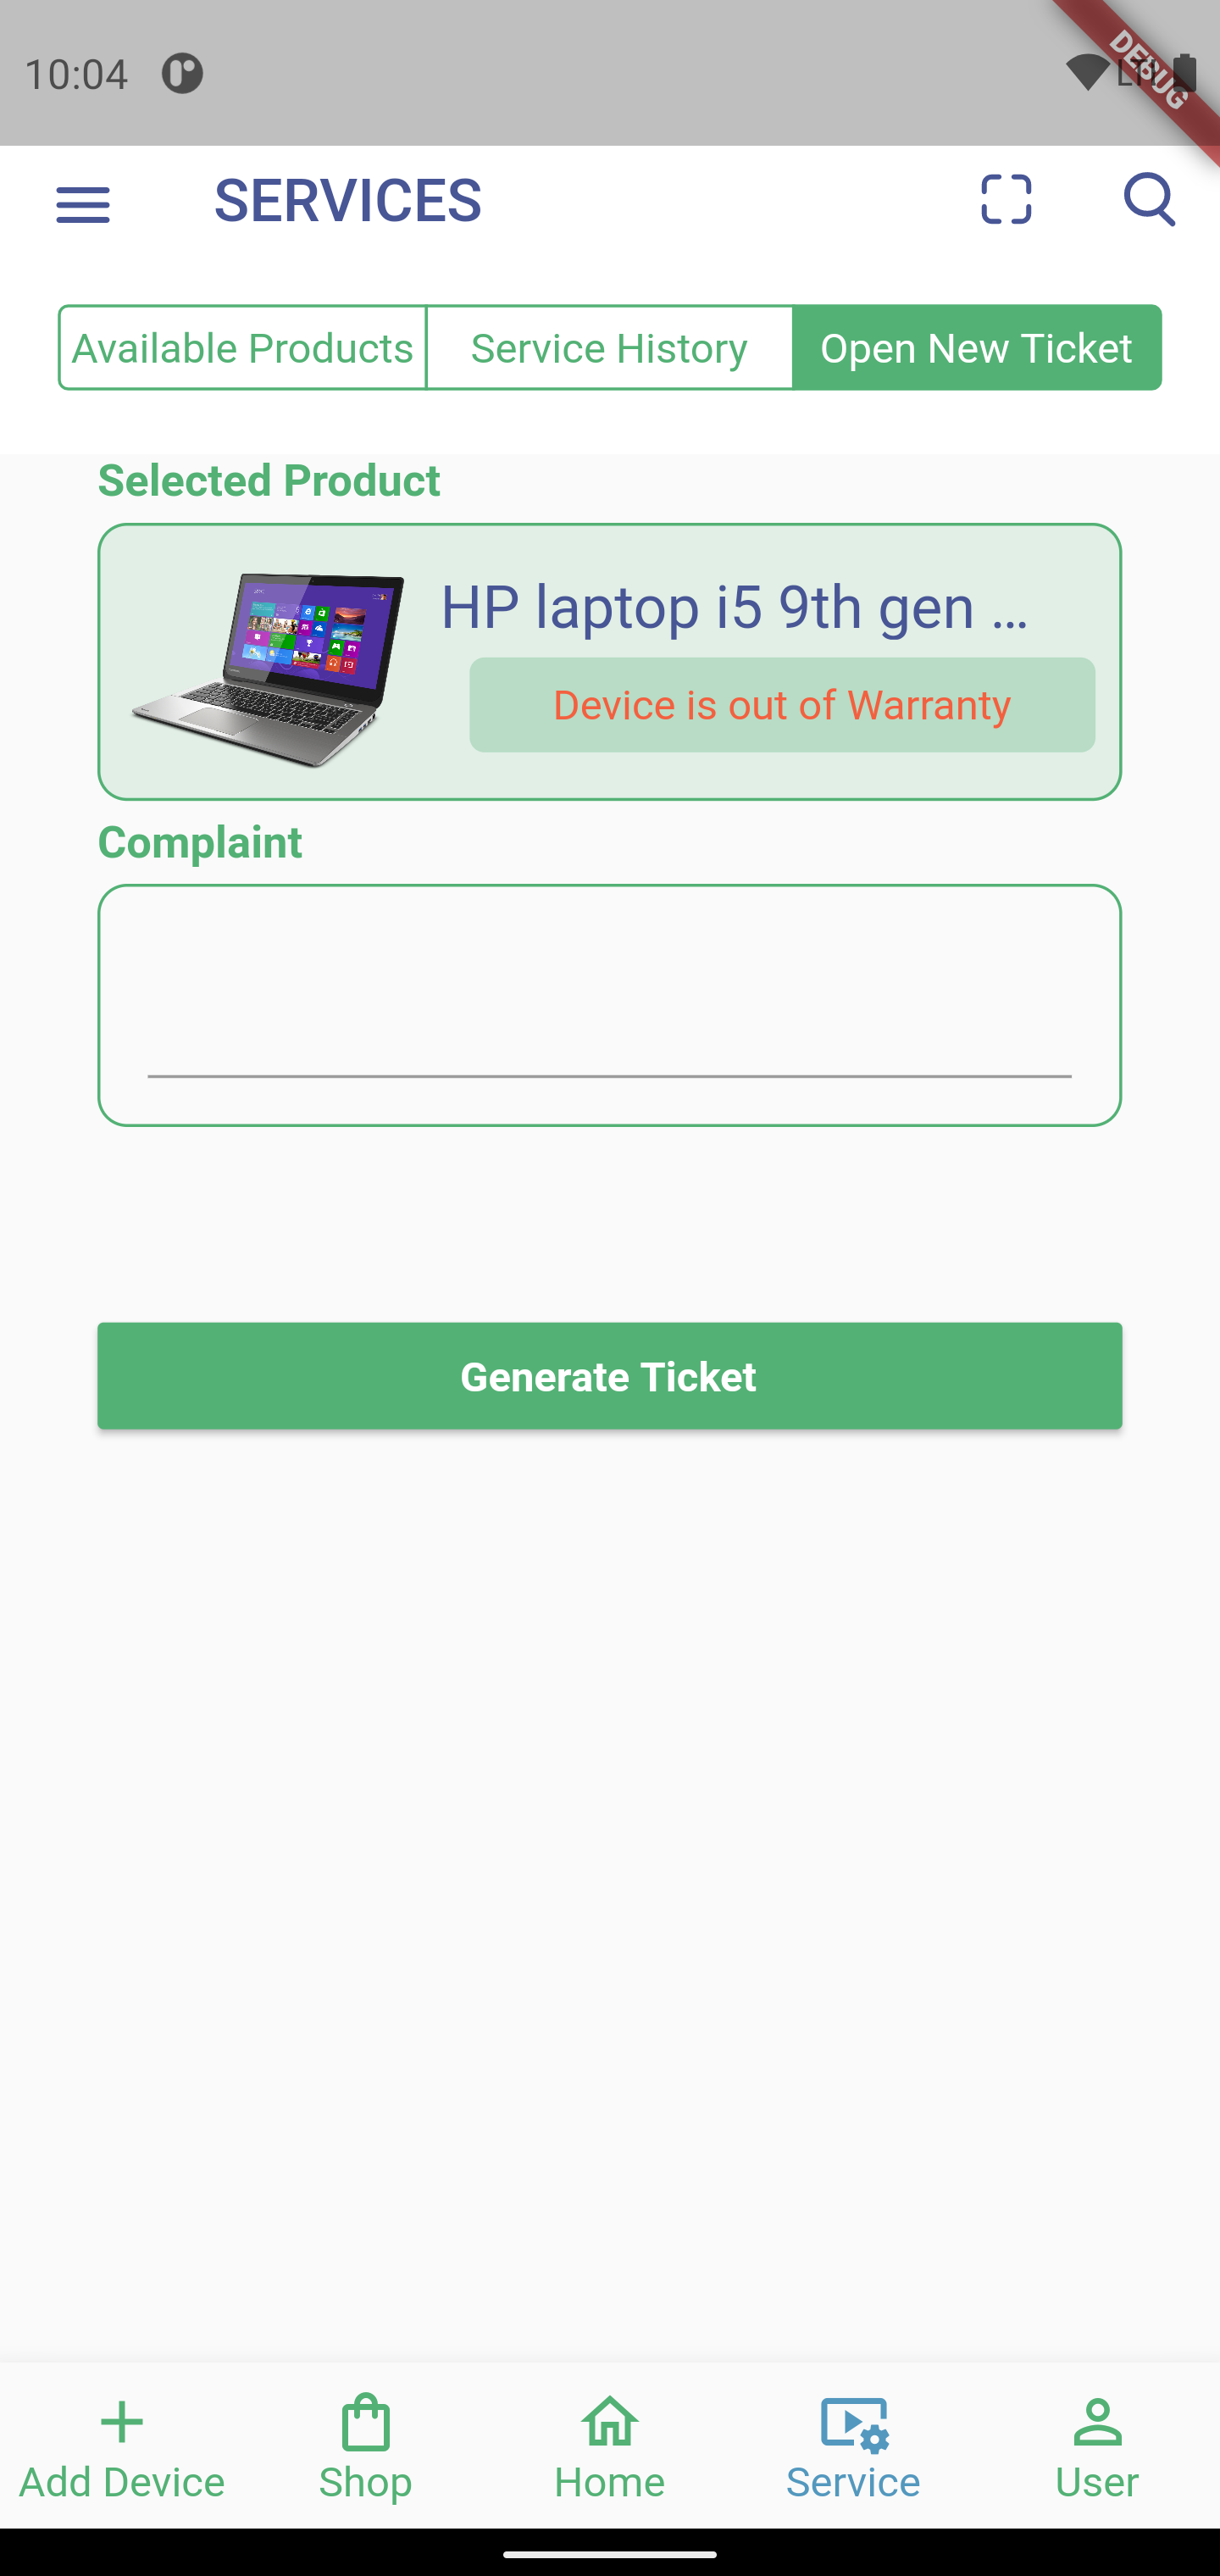 10:04
DEBUG
SERVICES
Available Products
Service History
Open New Ticket
Selected Product
HP laptop i5 9th gen ...
Device is out of Warranty
Complaint
Generate Ticket
Add Device
Shop
Home
Service
User